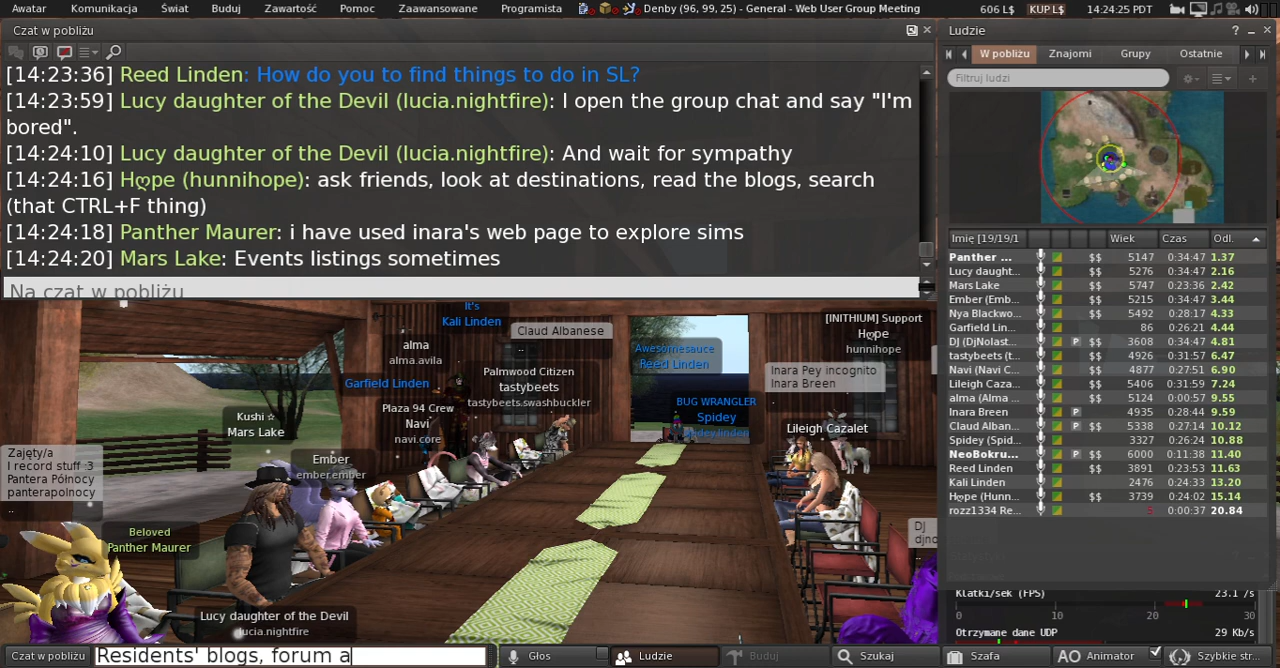 Awatar Komunikacja Świat Buduj Zawartość Pomoc Zaawansowane Programista Denby (96, 99, 25) - General - Web User Group Meeting 606 L$ KUP L$ 14:24:25 PDT
Czat w pobliżu
[14:23:36] Reed Linden: How do you to find things to do in SL?
[14:23:59] Lucy daughter of the Devil (lucia.nightfire): I open the group chat and say "I'm
bored".
[14:24:10] Lucy daughter of the Devil (lucia.nightfire): And wait for sympathy
[14:24:16] Hღpe (hunnihope): ask friends, look at destinations, read the blogs, search
(that CTRL+F thing)
[14:24:18] Panther Maurer: i have used inara's web page to explore sims
[14:24:20] Mars Lake: Events listings sometimes
Na czat w pobliżu
It's
Kali Linden
Claud Albanese
..
alma
alma.avila
Garfield Linden
Palmwood Citizen
tastybeets
tastybeets.swashbuckler
Plaza 94 Crew
Navi
navi.core
Awesomesauce
Reed Linden
[INITHIUM] Support
Hღpe
hunnihope
Inara Pey incognito
Inara Breen
BUG WRANGLER
Spidey
spidey.linden
Lileigh Cazalet
Kushi ☆
Mars Lake
Ember
ember.ember
Zajęty/a
I record stuff :3
Pantera Północy
panterapolnocy
..
Beloved
Panther Maurer
Lucy daughter of the Devil
lucia.nightfire
DJ
djno
Czat w pobliżu Residents' blogs, forum a Głos Ludzie Buduj Szukaj Szafa AO Animator Szybkie str...
Ludzie
W pobliżu Znajomi Grupy Ostatnie
Filtruj ludzi
Imię [19/19/1 Wiek Czas Odl.
Panther ... $$ 5147 0:34:47 1.37
Lucy daught... $$ 5276 0:34:47 2.16
Mars Lake $$ 5747 0:23:36 2.42
Ember (Emb... $$ 5215 0:34:47 3.44
Nya Blackwo... $$ 5492 0:28:17 4.33
Garfield Lin... 86 0:26:21 4.44
DJ (DjNolast... P $$ 3608 0:34:47 4.81
tastybeets (t... $$ 4926 0:31:57 6.47
Navi (Navi C... $$ 4877 0:27:51 6.90
Lileigh Caza... $$ 5406 0:31:59 7.24
alma (Alma ... $$ 5124 0:00:57 9.55
Inara Breen P 4935 0:28:44 9.59
Claud Alban... P $$ 5338 0:27:14 10.12
Spidey (Spid... 3327 0:26:24 10.88
NeoBokru... P $$ 6000 0:11:38 11.40
Reed Linden $$ 3891 0:23:53 11.63
Kali Linden 2476 0:24:33 13.20
Hღpe (Hunn... $$ 3739 0:24:02 15.14
rozz1334 Re... 5 0:00:37 20.84
Klatki/sek (FPS) 23.1 /s
0 10 20 30
Otrzymane dane UDP 29 Kb/s